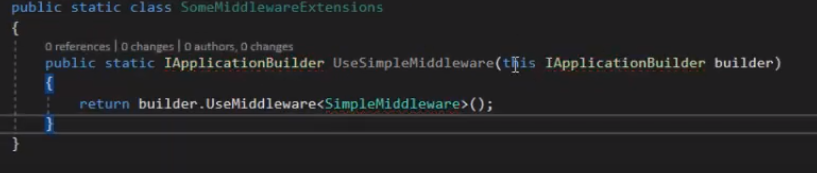 public static class SomeMiddlewareExtensions
{
0 references | 0 changes | 0 authors, 0 changes
public static IApplicationBuilder UseSimpleMiddleware(this IApplicationBuilder builder)
{
return builder.UseMiddleware<SimpleMiddleware>();
}
}